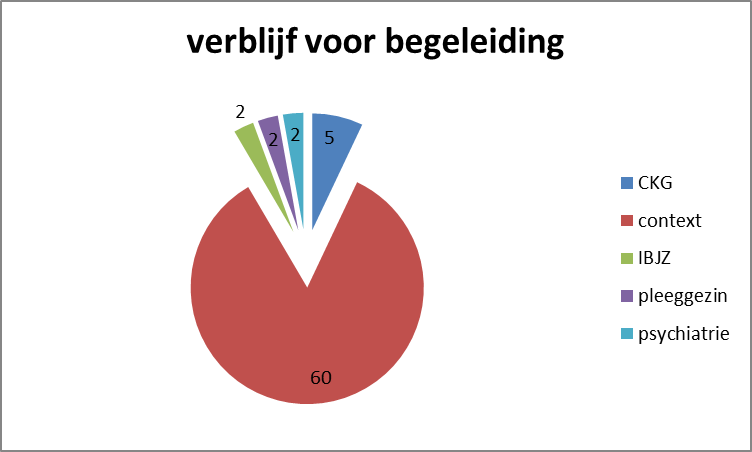 verblijf voor begeleiding
2
2
2
5
60
CKG
context
IBJZ
pleeggezin
psychiatrie